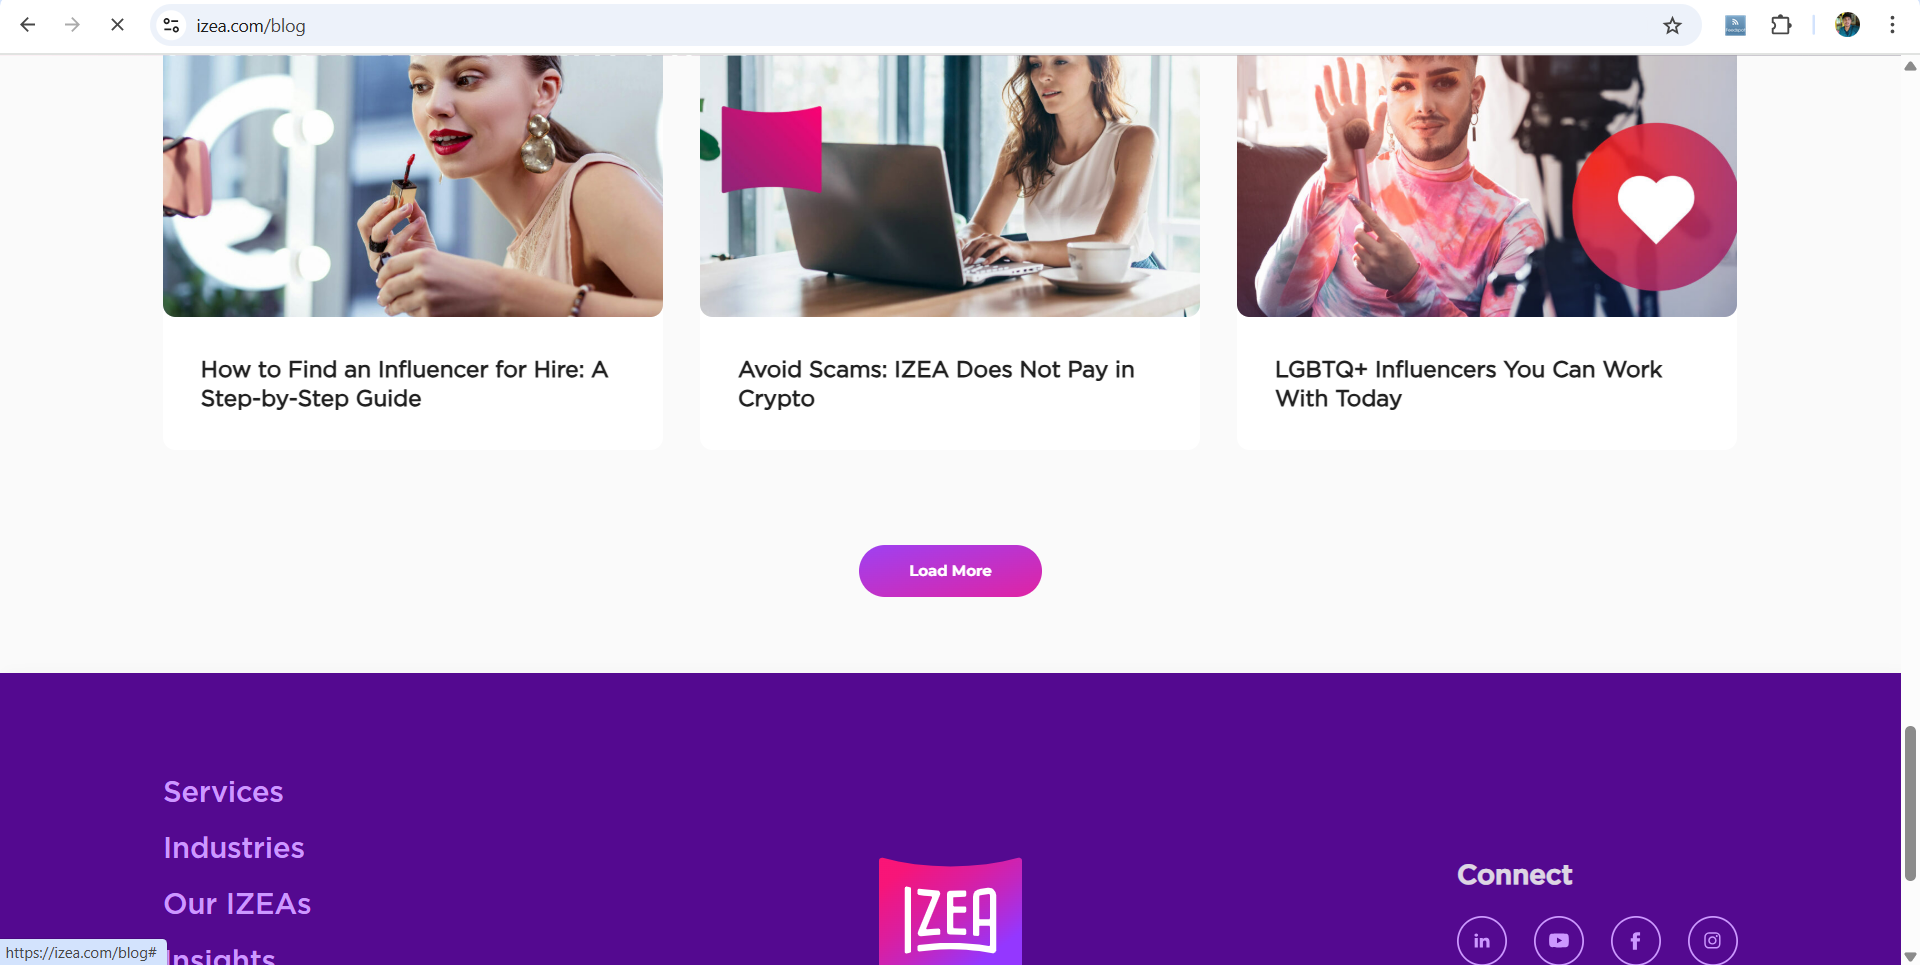 izea.com/blog
How to Find an Influencer for Hire: A
Step-by-Step Guide
Avoid Scams: IZEA Does Not Pay in
Crypto
LGBTQ+ Influencers You Can Work
With Today
Load More
Services
Industries
Our IZEAs
Insights
IZEA
Connect
in
f
https://izea.com/blog#